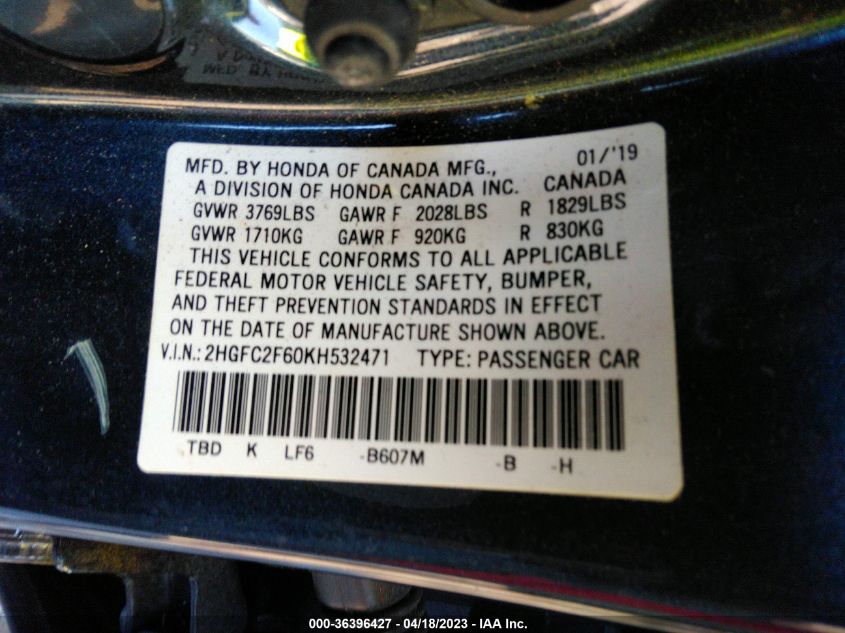 MFD. BY HONDA OF CANADA MFG., 01/'19
A DIVISION OF HONDA CANADA INC. CANADA
GVWR 3769LBS GAWR F 2028LBS R 1829LBS
GVWR 1710KG GAWR F 920KG R 830KG
THIS VEHICLE CONFORMS TO ALL APPLICABLE
FEDERAL MOTOR VEHICLE SAFETY, BUMPER,
AND THEFT PREVENTION STANDARDS IN EFFECT
ON THE DATE OF MANUFACTURE SHOWN ABOVE.
V.I.N.: 2HGFC2F60KH532471 TYPE: PASSENGER CAR
TBD K LF6 -B607M -B -H
000-36396427 - 04/18/2023 - IAA Inc.